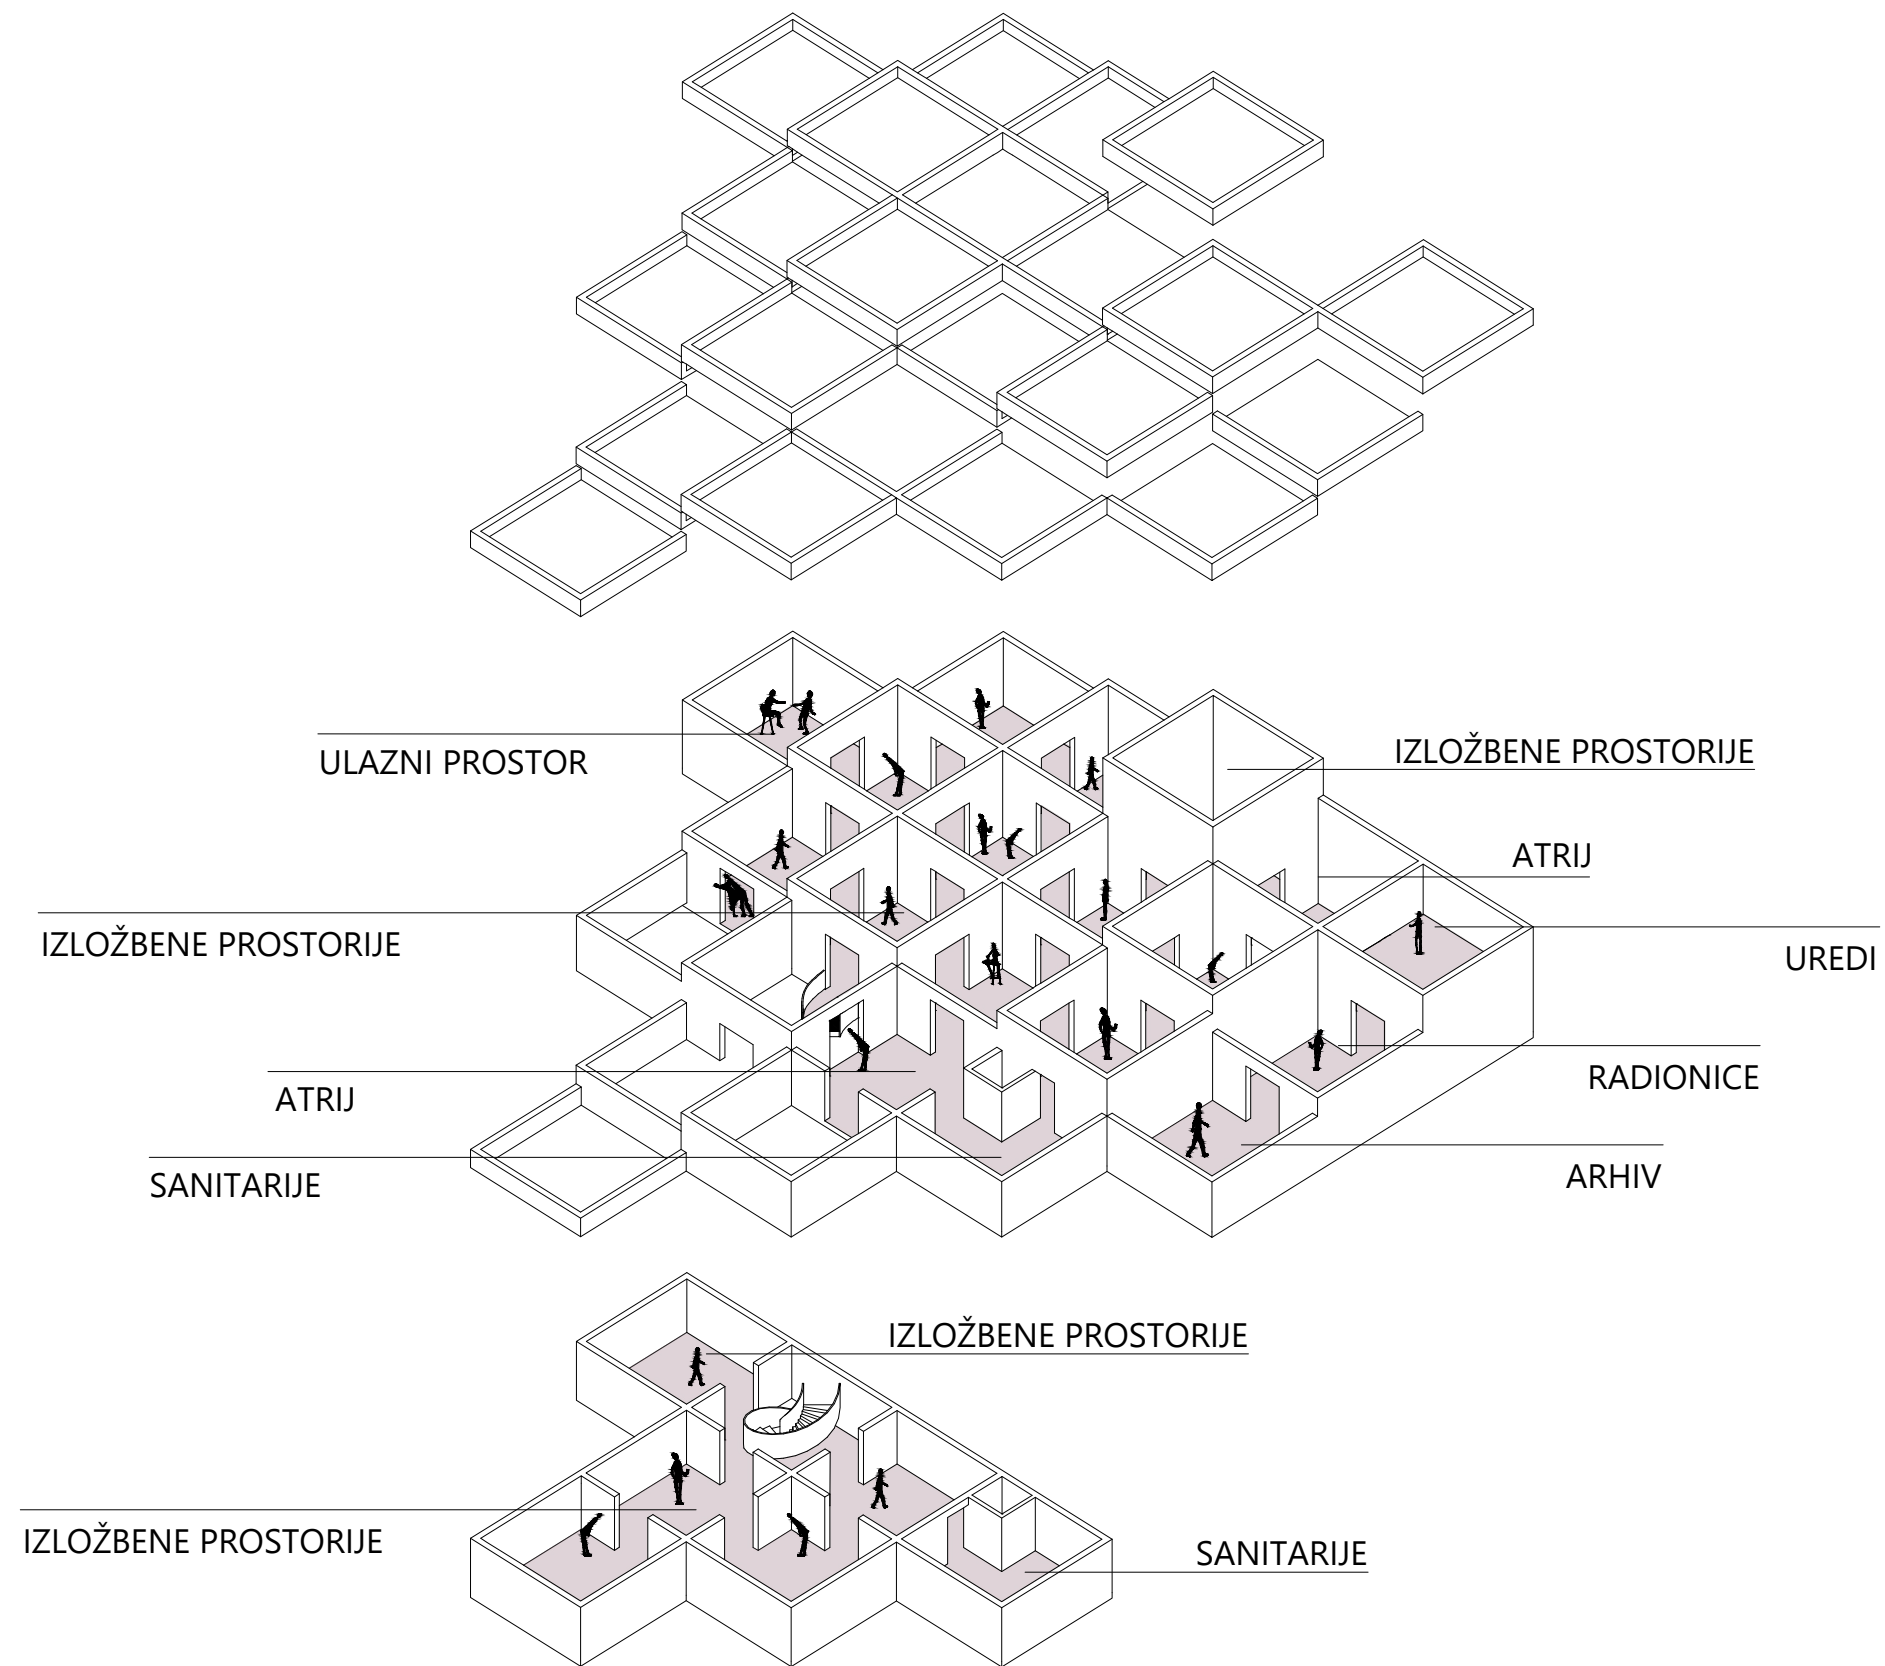 ULAZNI PROSTOR
IZLOŽBENE PROSTORIJE
ATRIJ
IZLOŽBENE PROSTORIJE
UREDI
RADIONICE
ATRIJ
SANITARIJE
ARHIV
IZLOŽBENE PROSTORIJE
IZLOŽBENE PROSTORIJE
SANITARIJE